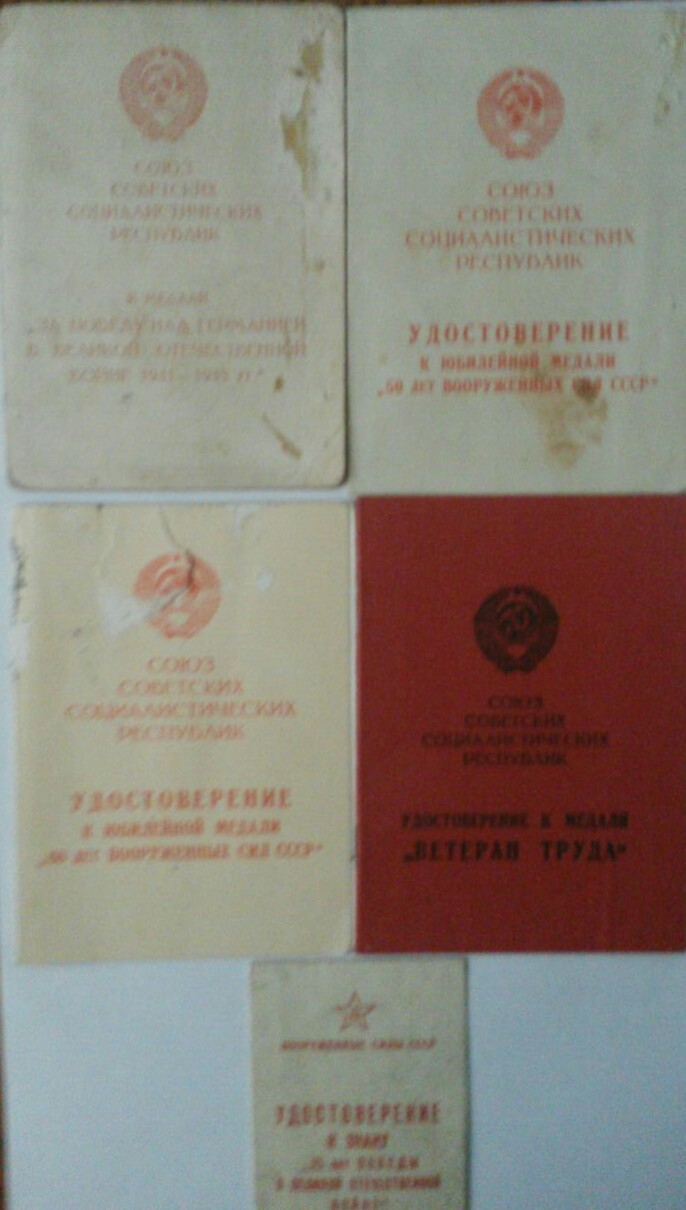 СОЮЗ
СОВЕТСКИХ
СОЦИАЛИСТИЧЕСКИХ
РЕСПУБЛИК
К МЕДАЛИ
„ЗА ПОБЕДУ НАД ГЕРМАНИЕЙ
В ВЕЛИКОЙ ОТЕЧЕСТВЕННОЙ
ВОЙНЕ 1941–1945 гг."
СОЮЗ
СОВЕТСКИХ
СОЦИАЛИСТИЧЕСКИХ
РЕСПУБЛИК
УДОСТОВЕРЕНИЕ
К ЮБИЛЕЙНОЙ МЕДАЛИ
„50 ЛЕТ ВООРУЖЕННЫХ СИЛ СССР"
СОЮЗ
СОВЕТСКИХ
СОЦИАЛИСТИЧЕСКИХ
РЕСПУБЛИК
УДОСТОВЕРЕНИЕ
К ЮБИЛЕЙНОЙ МЕДАЛИ
„60 ЛЕТ ВООРУЖЕННЫХ СИЛ СССР"
СОЮЗ
СОВЕТСКИХ
СОЦИАЛИСТИЧЕСКИХ
РЕСПУБЛИК
УДОСТОВЕРЕНИЕ К МЕДАЛИ
„ВЕТЕРАН ТРУДА"
ВООРУЖЕННЫЕ СИЛЫ СССР
УДОСТОВЕРЕНИЕ
К ЗНАКУ
„25 лет ПОБЕДЫ
В ВЕЛИКОЙ ОТЕЧЕСТВЕННОЙ
ВОЙНЕ"